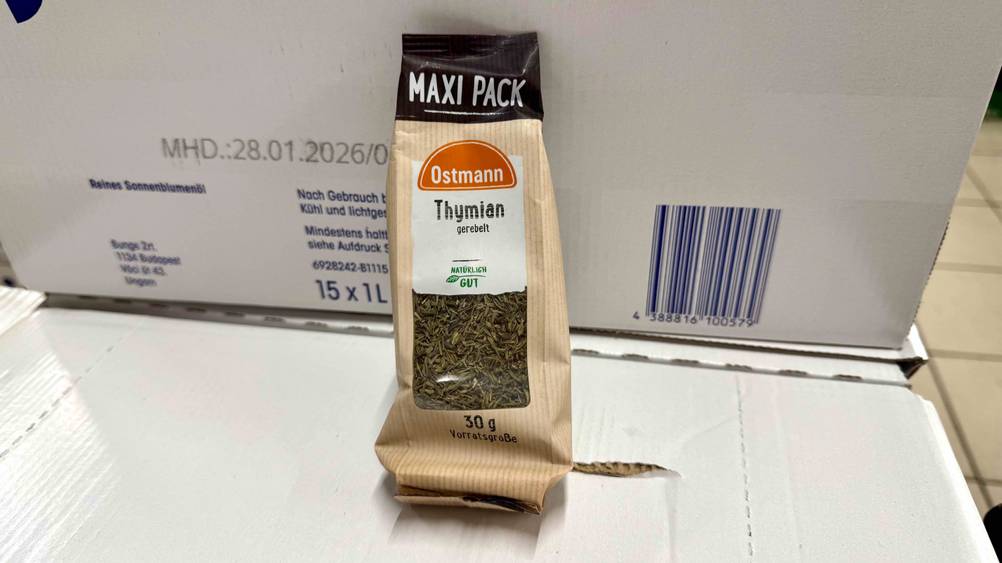 MAXI PACK
Ostmann
Thymian
gerebelt
NATÜRLICH
GUT
30 g
Vorratsgröße
MHD.:28.01.2026/0
Reines Sonnenblumenöl
Bunge Zrt.
1134 Budapest
Váci út 43.
Ungarn
Nach Gebrauch
Kühl und
Mindestens
siehe Aufdruck
6928242-B1115
15 x 1L
4 388816 100579